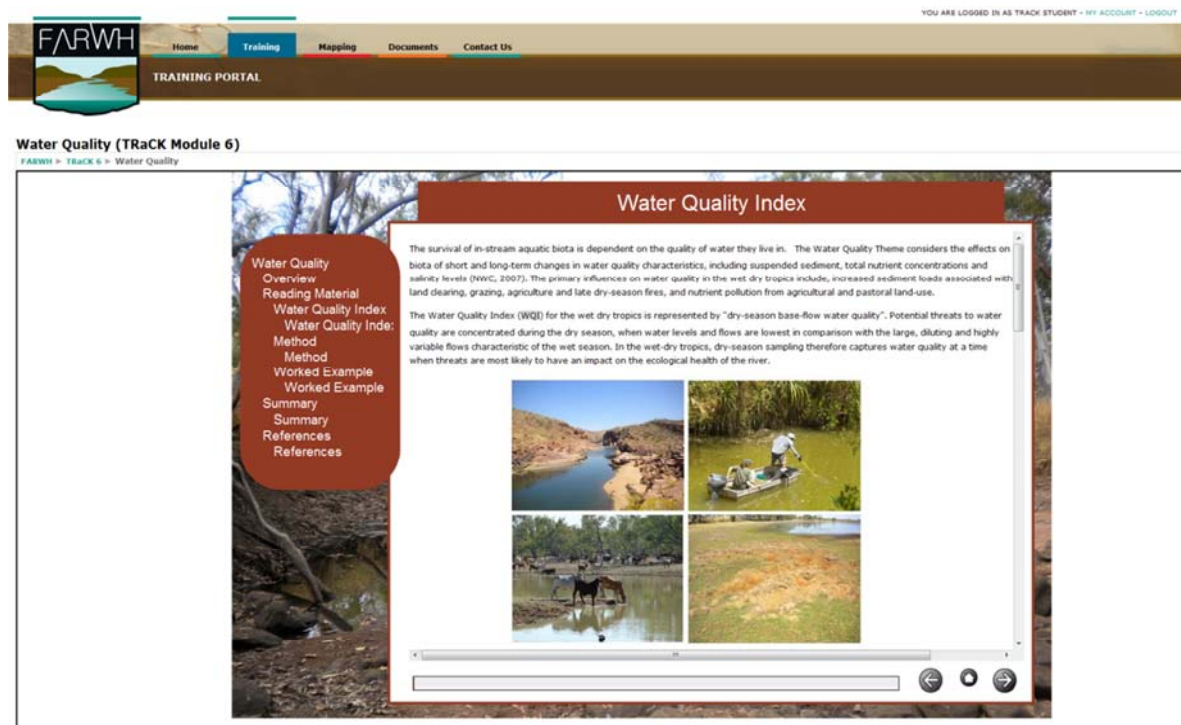 YOU ARE LOGGED IN AS TRACK STUDENT - MY ACCOUNT - LOGOUT
FARWH
Home Training Mapping Documents Contact Us
TRAINING PORTAL
Water Quality (TRaCK Module 6)
FARWH ► TRaCK 6 ► Water Quality
Water Quality Index
Water Quality
Overview
Reading Material
Water Quality Index
Water Quality Inde:
Method
Method
Worked Example
Worked Example
Summary
Summary
References
References
The survival of in-stream aquatic biota is dependent on the quality of water they live in. The Water Quality Theme considers the effects on
biota of short and long-term changes in water quality characteristics, including suspended sediment, total nutrient concentrations and
salinity levels (NWC, 2007). The primary influences on water quality in the wet dry tropics include, increased sediment loads associated with
land clearing, grazing, agriculture and late dry-season fires, and nutrient pollution from agricultural and pastoral land-use.
The Water Quality Index (WQI) for the wet dry tropics is represented by "dry-season base-flow water quality". Potential threats to water
quality are concentrated during the dry season, when water levels and flows are lowest in comparison with the large, diluting and highly
variable flows characteristic of the wet season. In the wet-dry tropics, dry-season sampling therefore captures water quality at a time
when threats are most likely to have an impact on the ecological health of the river.